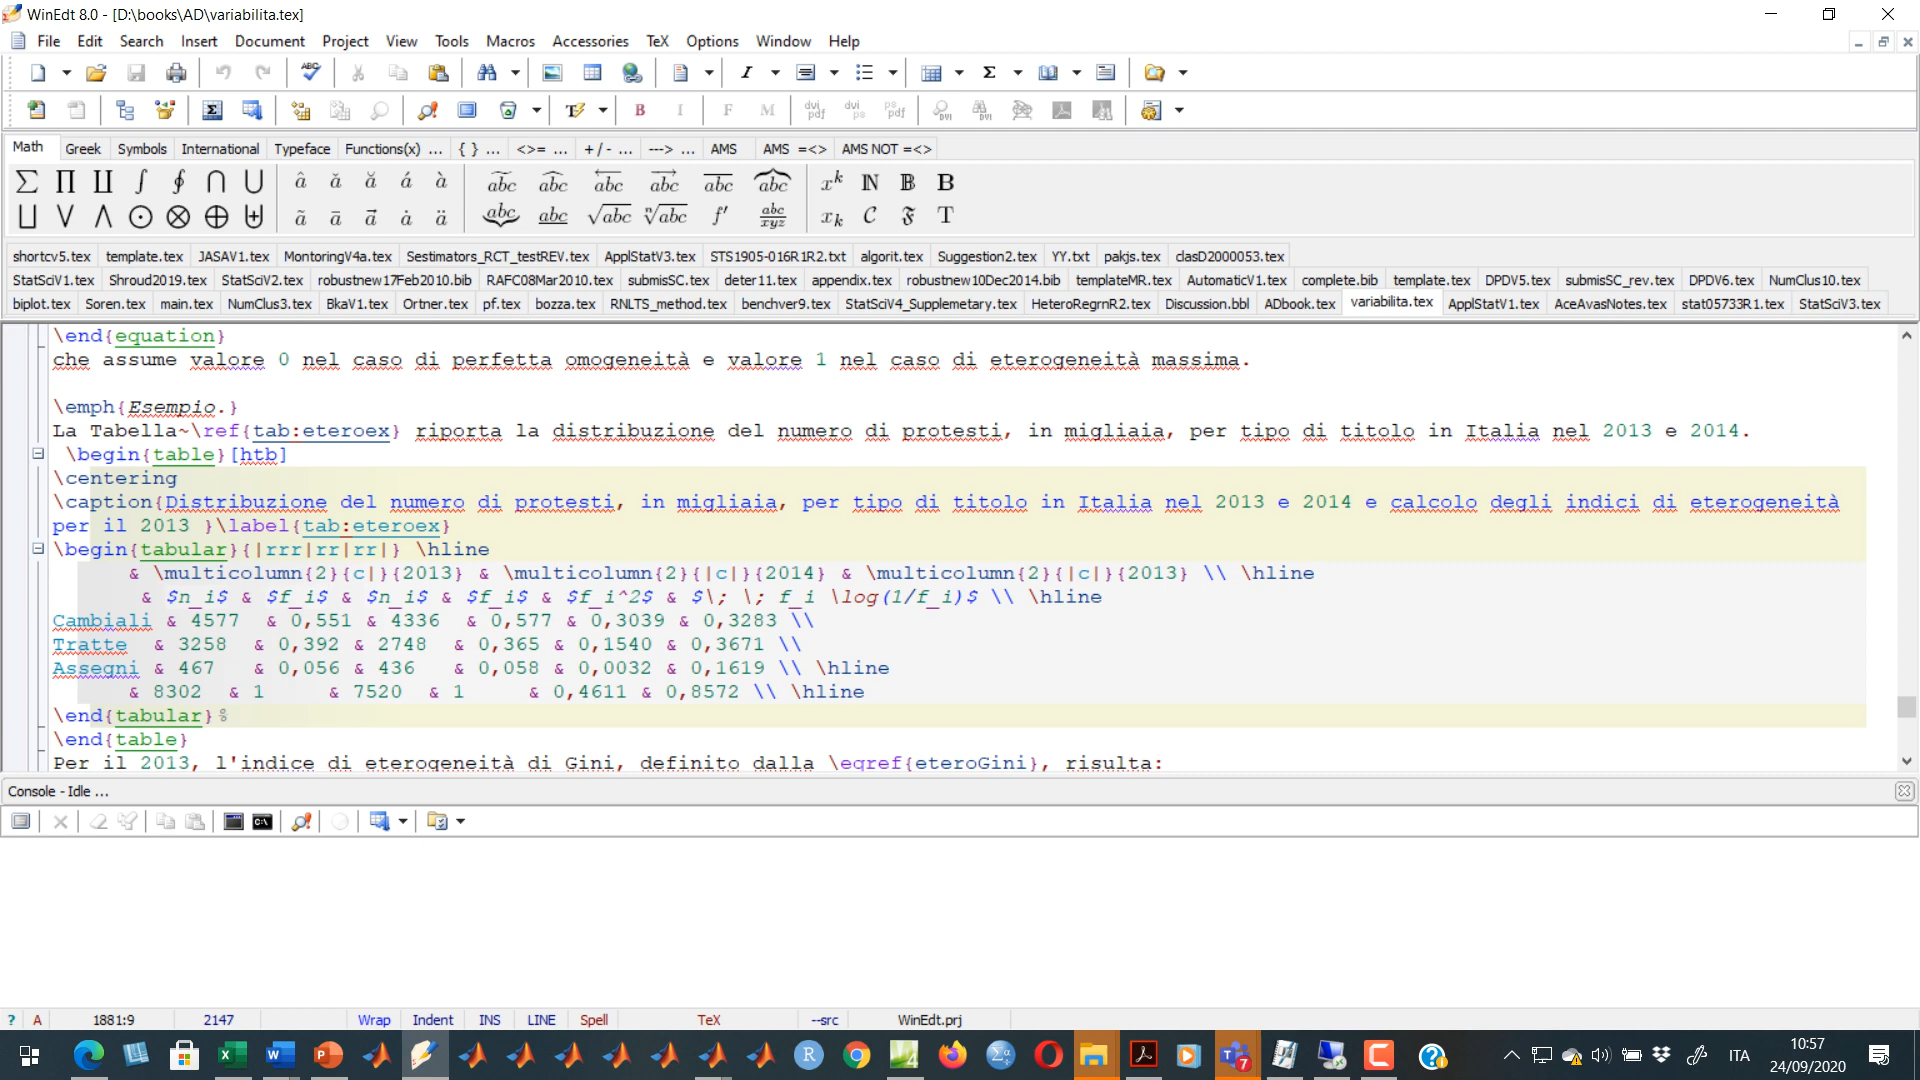 WinEdt 8.0 - [D:\books\AD\variabilita.tex]
File Edit Search Insert Document Project View Tools Macros Accessories TeX Options Window Help
Math Greek Symbols International Typeface Functions(x) ... { } ... <>= ... +/- ... ---> ... AMS AMS =<> AMS NOT =<>
shortcv5.tex template.tex JASAV1.tex MontoringV4a.tex Sestimators_RCT_testREV.tex ApplStatV3.tex STS1905-016R1R2.txt algorit.tex Suggestion2.tex YY.txt pakjs.tex clasD2000053.tex
StatSciV1.tex Shroud2019.tex StatSciV2.tex robustnew17Feb2010.bib RAFC08Mar2010.tex submisSC.tex deter11.tex appendix.tex robustnew10Dec2014.bib templateMR.tex AutomaticV1.tex complete.bib template.tex DPDV5.tex submisSC_rev.tex DPDV6.tex NumClus10.tex
biplot.tex Soren.tex main.tex NumClus3.tex BkaV1.tex Ortner.tex pf.tex bozza.tex RNLTS_method.tex benchver9.tex StatSciV4_Supplemetary.tex HeteroRegrnR2.tex Discussion.bbl ADbook.tex variabilita.tex ApplStatV1.tex AceAvasNotes.tex stat05733R1.tex StatSciV3.tex
\end{equation}
che assume valore 0 nel caso di perfetta omogeneità e valore 1 nel caso di eterogeneità massima.
\emph{Esempio.}
La Tabella~\ref{tab:eteroex} riporta la distribuzione del numero di protesti, in migliaia, per tipo di titolo in Italia nel 2013 e 2014.
\begin{table}[htb]
\centering
\caption{Distribuzione del numero di protesti, in migliaia, per tipo di titolo in Italia nel 2013 e 2014 e calcolo degli indici di eterogeneità
per il 2013 }\label{tab:eteroex}
\begin{tabular}{|rrr|rr|rr|} \hline
& \multicolumn{2}{c|}{2013} & \multicolumn{2}{|c|}{2014} & \multicolumn{2}{|c|}{2013} \\ \hline
& $n_i$ & $f_i$ & $n_i$ & $f_i$ & $f_i^2$ & $\; \; f_i \log(1/f_i)$ \\ \hline
Cambiali & 4577 & 0,551 & 4336 & 0,577 & 0,3039 & 0,3283 \\
Tratte & 3258 & 0,392 & 2748 & 0,365 & 0,1540 & 0,3671 \\
Assegni & 467 & 0,056 & 436 & 0,058 & 0,0032 & 0,1619 \\ \hline
& 8302 & 1 & 7520 & 1 & 0,4611 & 0,8572 \\ \hline
\end{tabular}%
\end{table}
Per il 2013, l'indice di eterogeneità di Gini, definito dalla \eqref{eteroGini}, risulta:
Console - Idle ...
? A 1881:9 2147 Wrap Indent INS LINE Spell TeX --src WinEdt.prj
ITA 10:57
24/09/2020